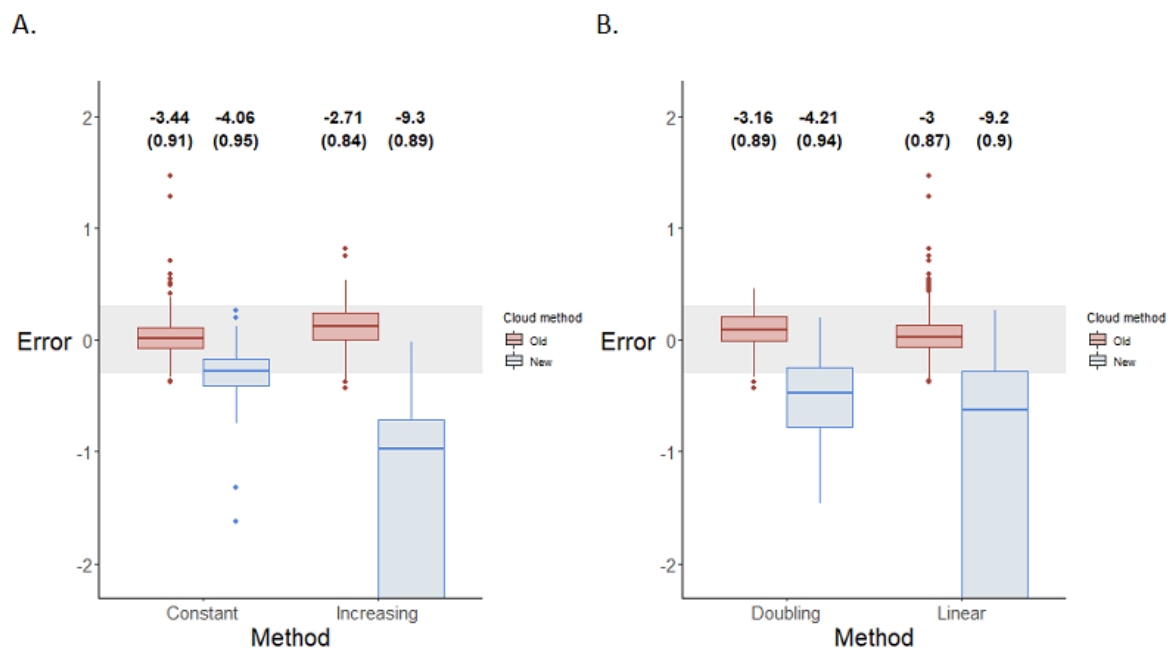 A.
B.
-3.44 -4.06 -2.71 -9.3
(0.91) (0.95) (0.84) (0.89)
2
1
0
-1
-2
Error
Constant Increasing
Method
Cloud method
Old
New
-3.16 -4.21 -3 -9.2
(0.89) (0.94) (0.87) (0.9)
2
1
0
-1
-2
Error
Doubling Linear
Method
Cloud method
Old
New